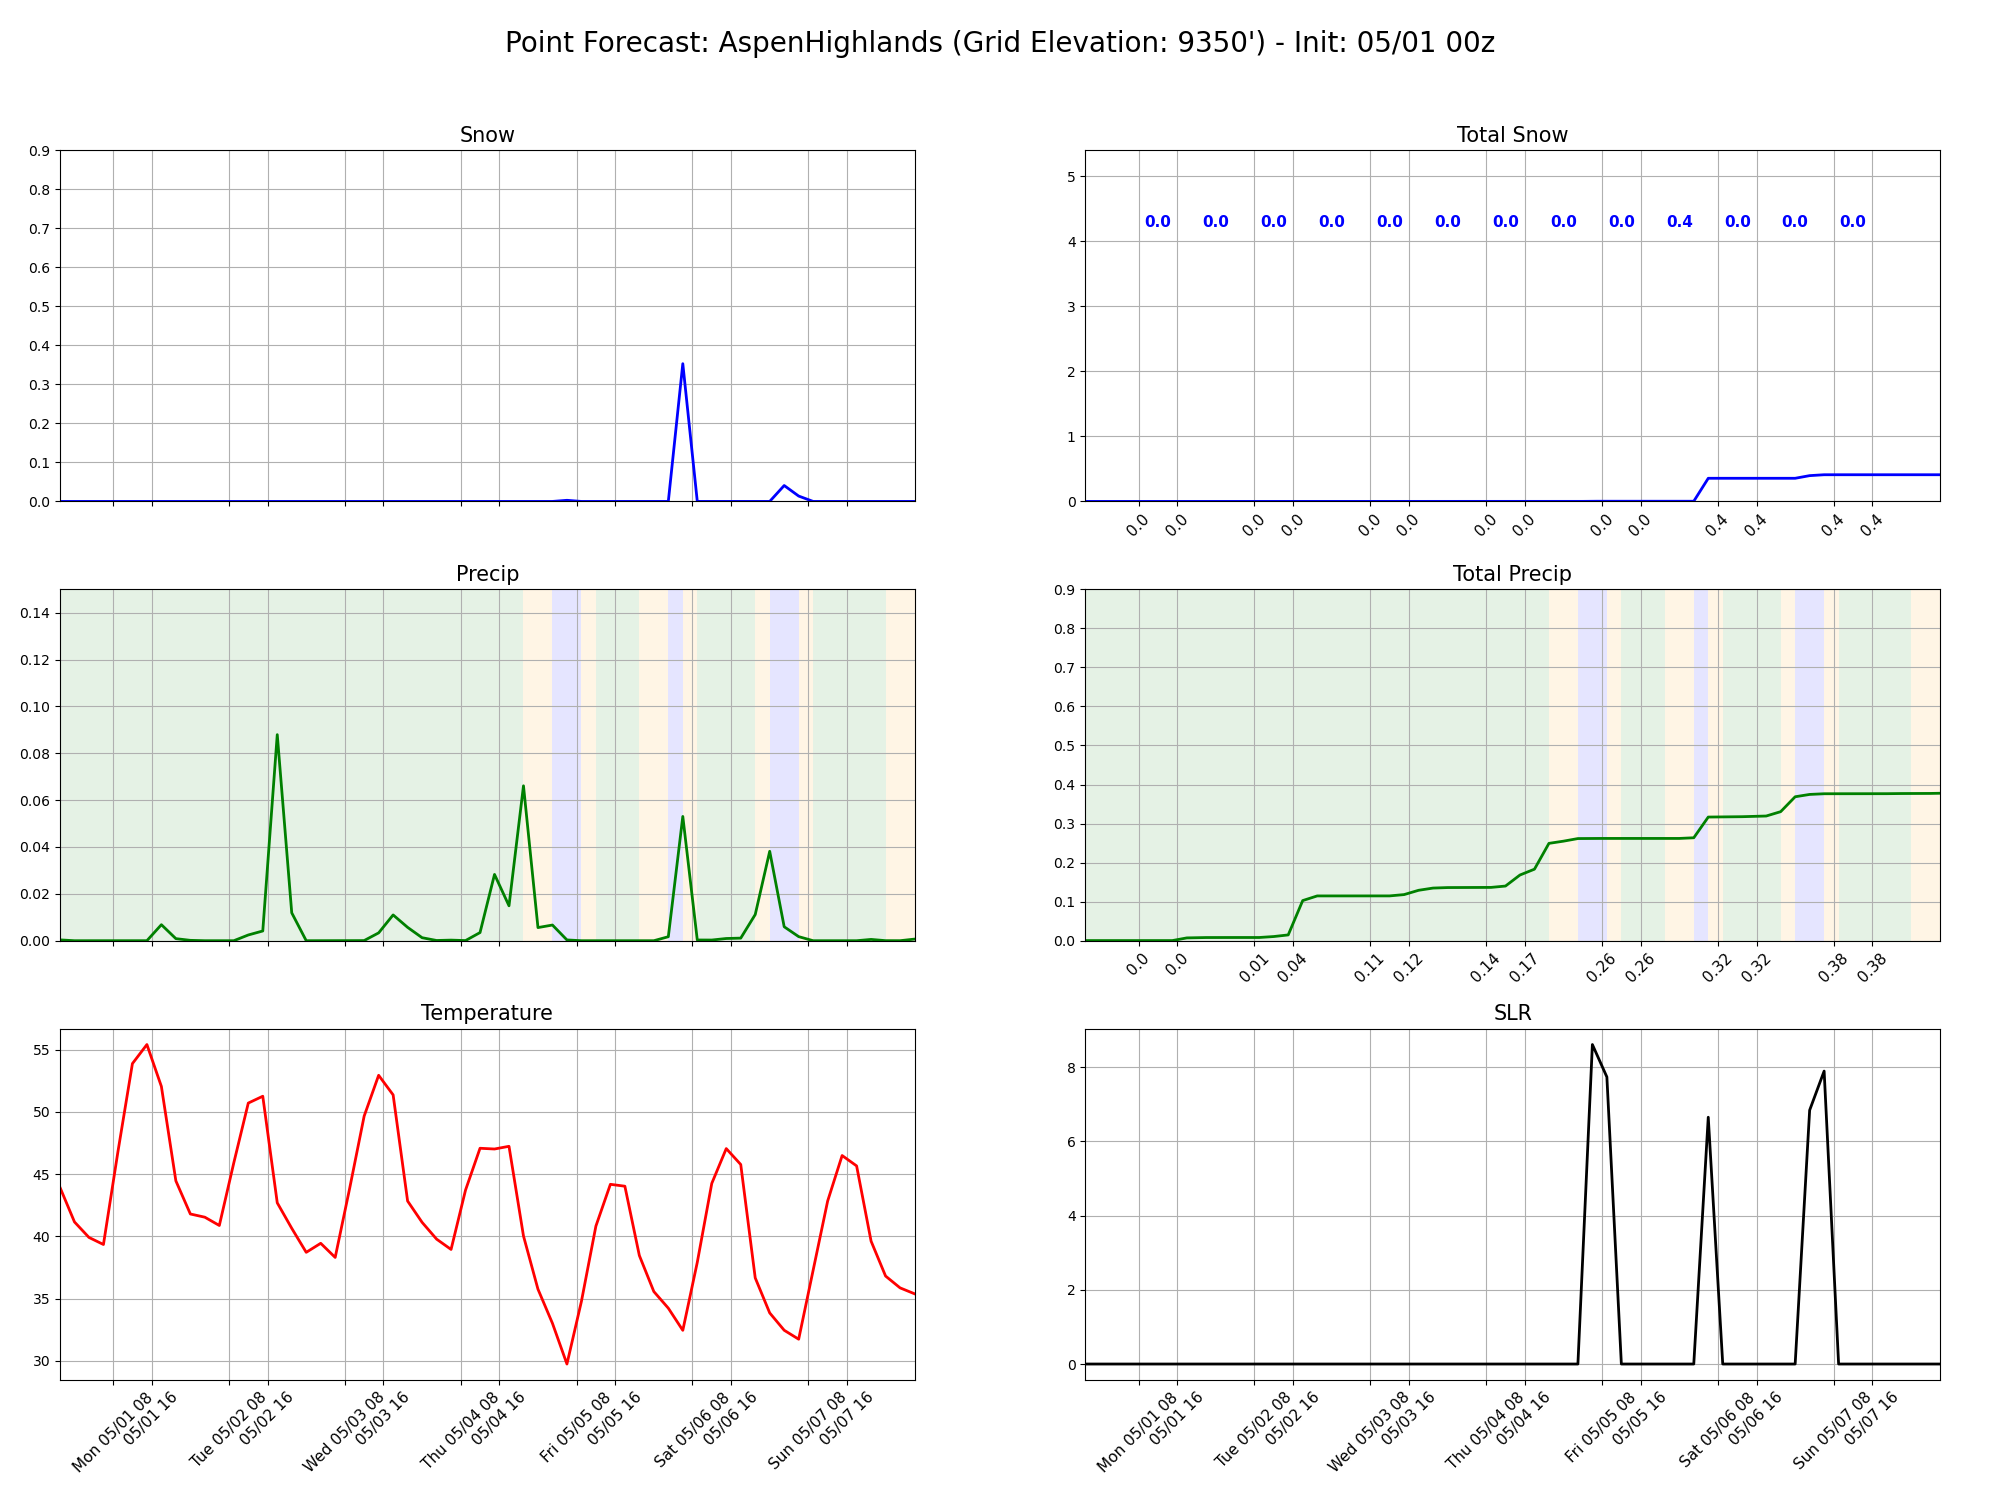 Point Forecast: AspenHighlands (Grid Elevation: 9350') - Init: 05/01 00z
Snow
0.9
0.8
0.7
0.6
0.5
0.4
0.3
0.2
0.1
0.0
Total Snow
5
4
3
2
1
0
0.0 0.0 0.0 0.0 0.0 0.0 0.0 0.0 0.0 0.4 0.0 0.0 0.0
0.0 0.0 0.0 0.0 0.0 0.0 0.0 0.0 0.0 0.0 0.4 0.4 0.4 0.4
Precip
0.14
0.12
0.10
0.08
0.06
0.04
0.02
0.00
Total Precip
0.9
0.8
0.7
0.6
0.5
0.4
0.3
0.2
0.1
0.0
0.0 0.0 0.01 0.04 0.11 0.12 0.14 0.17 0.26 0.26 0.32 0.32 0.38 0.38
Temperature
55
50
45
40
35
30
Mon 05/01 08
05/01 16
Tue 05/02 08
05/02 16
Wed 05/03 08
05/03 16
Thu 05/04 08
05/04 16
Fri 05/05 08
05/05 16
Sat 05/06 08
05/06 16
Sun 05/07 08
05/07 16
SLR
8
6
4
2
0
Mon 05/01 08
05/01 16
Tue 05/02 08
05/02 16
Wed 05/03 08
05/03 16
Thu 05/04 08
05/04 16
Fri 05/05 08
05/05 16
Sat 05/06 08
05/06 16
Sun 05/07 08
05/07 16